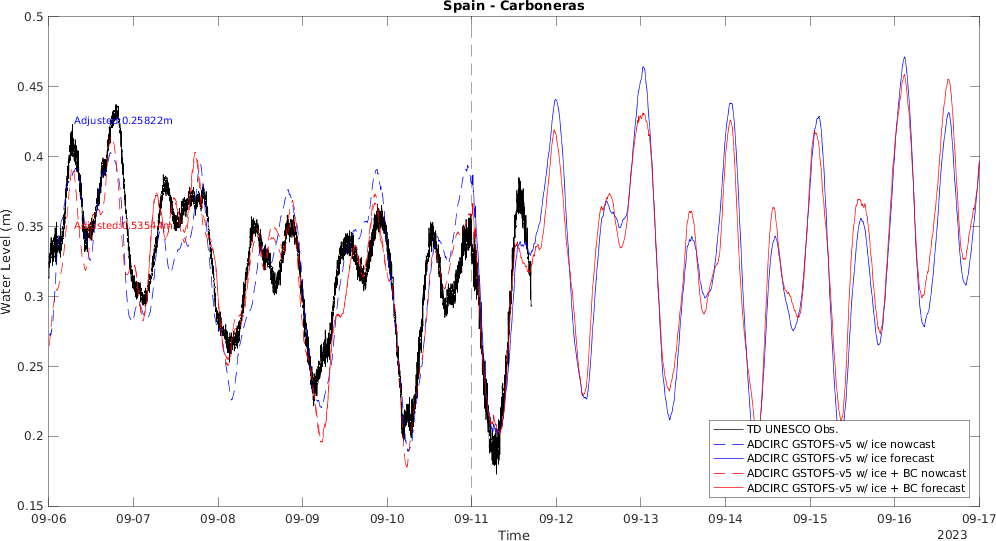 Spain - Carboneras
Water Level (m)
0.5
0.45
0.4
0.35
0.3
0.25
0.2
0.15
Adjusted:0.25822m
TD UNESCO Obs.
ADCIRC GSTOFS-v5 w/ ice nowcast
ADCIRC GSTOFS-v5 w/ ice forecast
ADCIRC GSTOFS-v5 w/ ice + BC nowcast
ADCIRC GSTOFS-v5 w/ ice + BC forecast
09-06 09-07 09-08 09-09 09-10 09-11 09-12 09-13 09-14 09-15 09-16 09-17
Time
2023